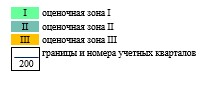 I оценочная зона I
II оценочная зона II
III оценочная зона III
границы и номера учетных кварталов
200